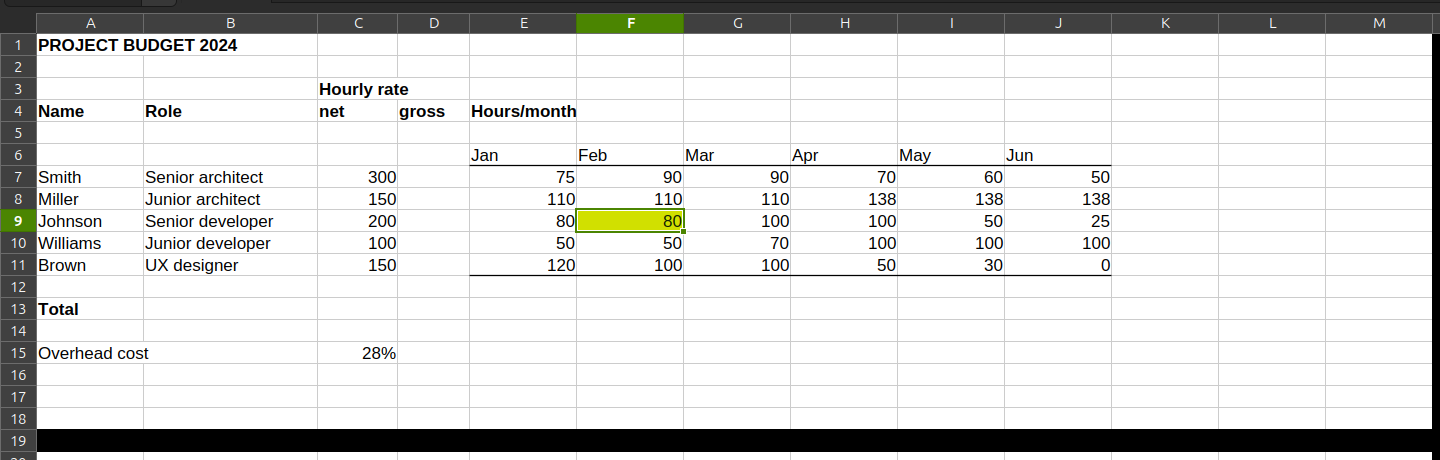 A B C D E F G H I J K L M
1 PROJECT BUDGET 2024
2
3 Hourly rate
4 Name Role net gross Hours/month
5
6 Jan Feb Mar Apr May Jun
7 Smith Senior architect 300 75 90 90 70 60 50
8 Miller Junior architect 150 110 110 110 138 138 138
9 Johnson Senior developer 200 80 80 100 100 50 25
10 Williams Junior developer 100 50 50 70 100 100 100
11 Brown UX designer 150 120 100 100 50 30 0
12
13 Total
14
15 Overhead cost 28%
16
17
18
19